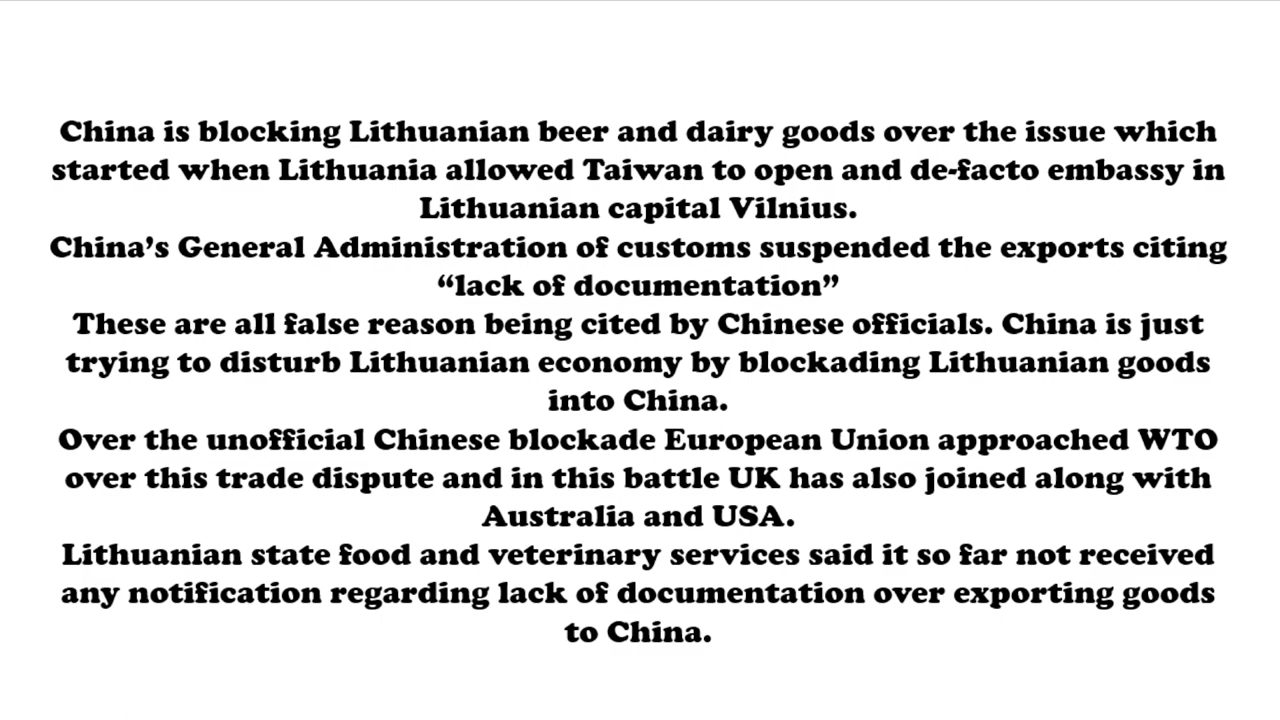 China is blocking Lithuanian beer and dairy goods over the issue which
started when Lithuania allowed Taiwan to open and de-facto embassy in
Lithuanian capital Vilnius.
China’s General Administration of customs suspended the exports citing
“lack of documentation”
These are all false reason being cited by Chinese officials. China is just
trying to disturb Lithuanian economy by blockading Lithuanian goods
into China.
Over the unofficial Chinese blockade European Union approached WTO
over this trade dispute and in this battle UK has also joined along with
Australia and USA.
Lithuanian state food and veterinary services said it so far not received
any notification regarding lack of documentation over exporting goods
to China.